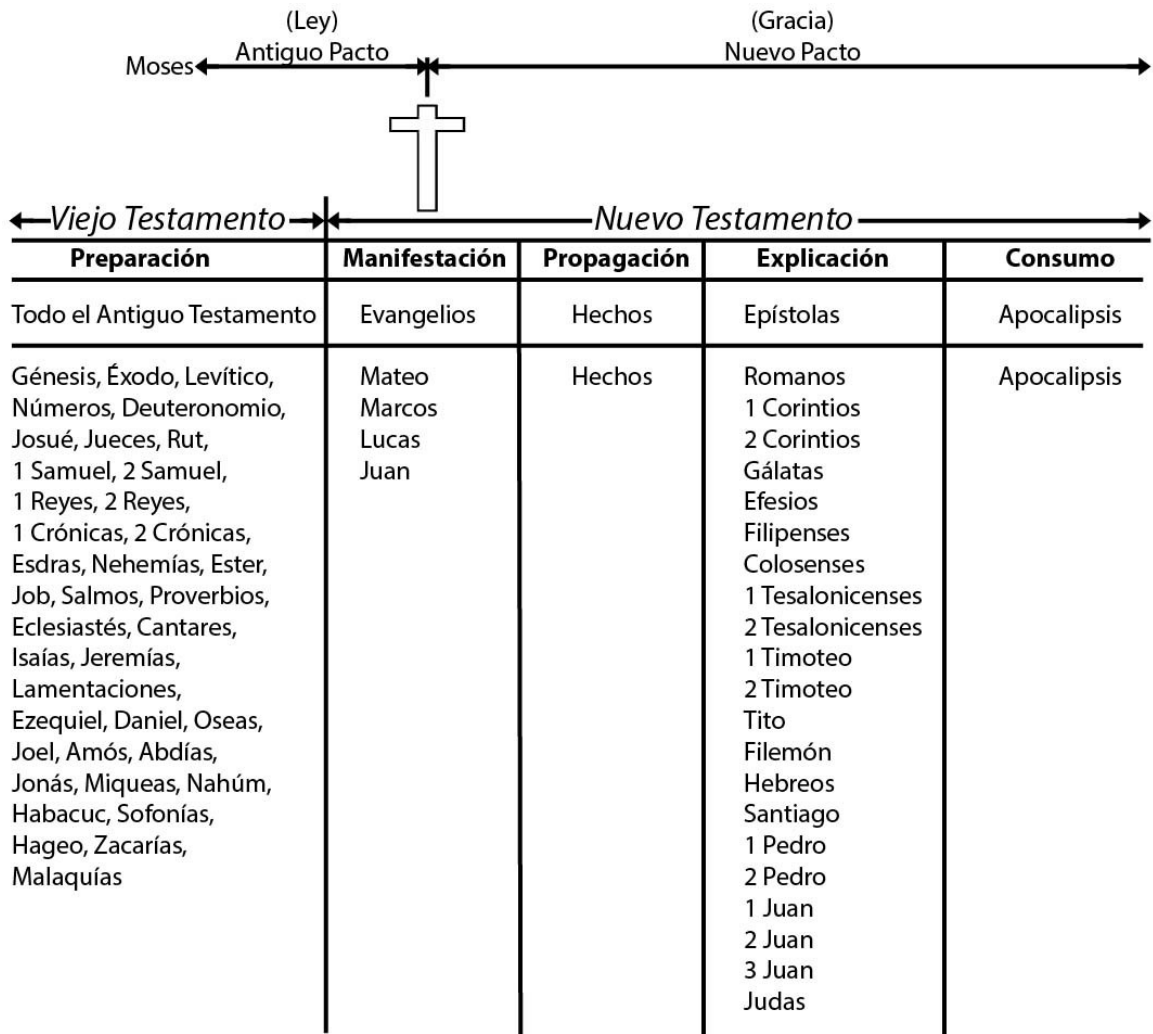 (Ley)
Antiguo Pacto
(Gracia)
Nuevo Pacto
Moses
Viejo Testamento
Nuevo Testamento
Preparación
Manifestación
Propagación
Explicación
Consumo
Todo el Antiguo Testamento
Evangelios
Hechos
Epístolas
Apocalipsis
Génesis, Éxodo, Levítico,
Números, Deuteronomio,
Josué, Jueces, Rut,
1 Samuel, 2 Samuel,
1 Reyes, 2 Reyes,
1 Crónicas, 2 Crónicas,
Esdras, Nehemías, Ester,
Job, Salmos, Proverbios,
Eclesiastés, Cantares,
Isaías, Jeremías,
Lamentaciones,
Ezequiel, Daniel, Oseas,
Joel, Amós, Abdías,
Jonás, Miqueas, Nahúm,
Habacuc, Sofonías,
Hageo, Zacarías,
Malaquías
Mateo
Marcos
Lucas
Juan
Hechos
Romanos
1 Corintios
2 Corintios
Gálatas
Efesios
Filipenses
Colosenses
1 Tesalonicenses
2 Tesalonicenses
1 Timoteo
2 Timoteo
Tito
Filemón
Hebreos
Santiago
1 Pedro
2 Pedro
1 Juan
2 Juan
3 Juan
Judas
Apocalipsis